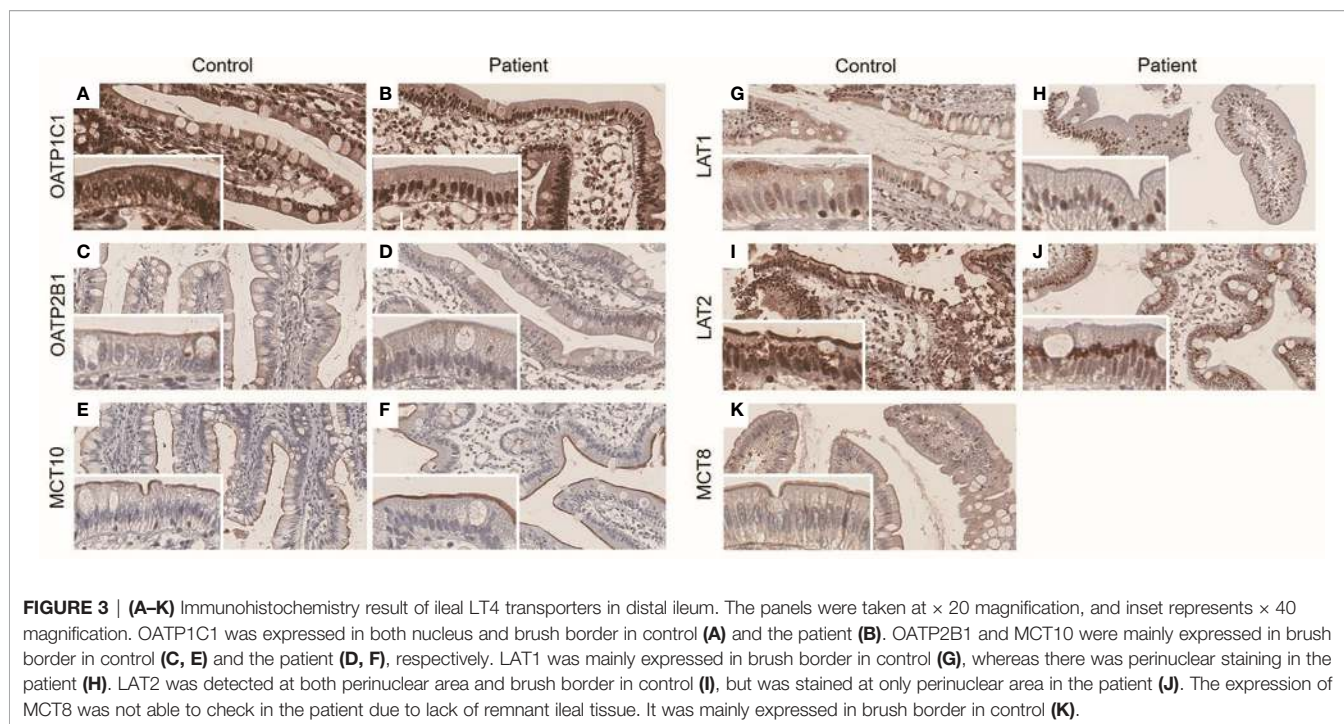 Control Patient Control Patient
A B G H
OATP1C1 LAT1
C D I J
OATP2B1 LAT2
E F K
MCT10 MCT8
FIGURE 3 | (A–K) Immunohistochemistry result of ileal LT4 transporters in distal ileum. The panels were taken at × 20 magnification, and inset represents × 40
magnification. OATP1C1 was expressed in both nucleus and brush border in control (A) and the patient (B). OATP2B1 and MCT10 were mainly expressed in brush
border in control (C, E) and the patient (D, F), respectively. LAT1 was mainly expressed in brush border in control (G), whereas there was perinuclear staining in the
patient (H). LAT2 was detected at both perinuclear area and brush border in control (I), but was stained at only perinuclear area in the patient (J). The expression of
MCT8 was not able to check in the patient due to lack of remnant ileal tissue. It was mainly expressed in brush border in control (K).